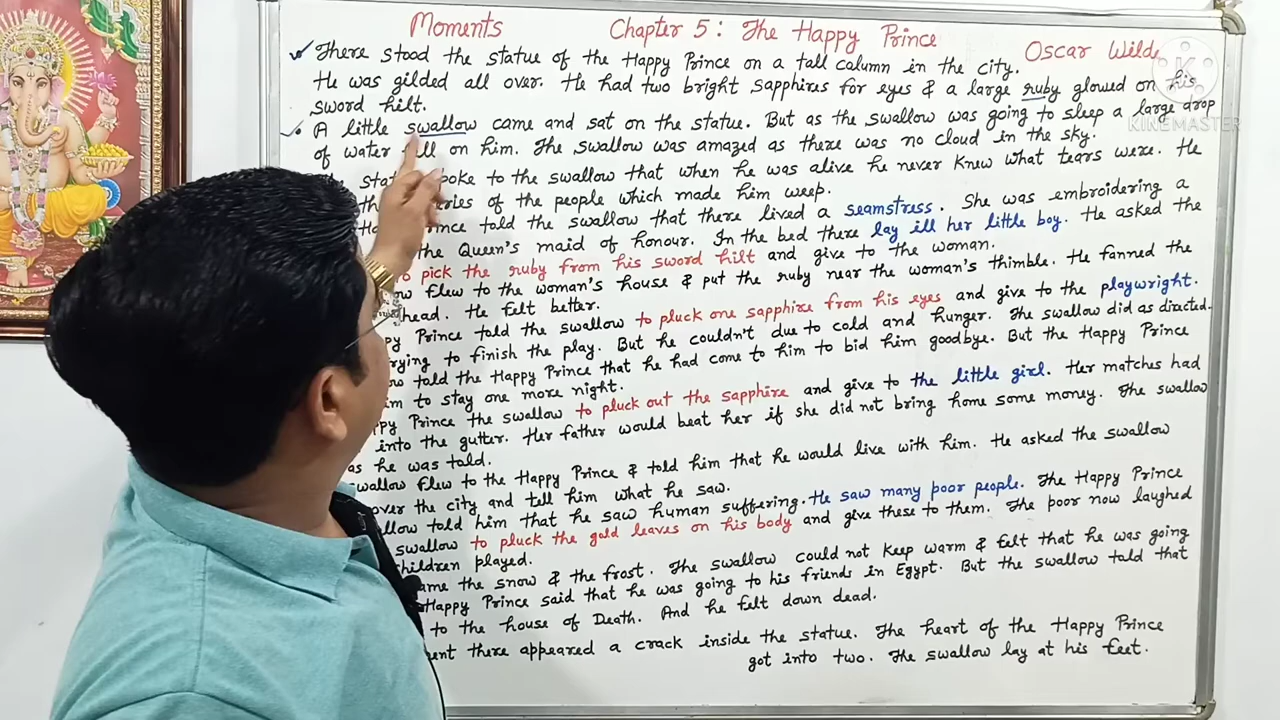 Moments Chapter 5: The Happy Prince
Oscar Wilde
There stood the statue of the Happy Prince on a tall column in the city.
He was gilded all over. He had two bright sapphires for eyes & a large ruby glowed on his
sword hilt.
A little swallow came and sat on the statue. But as the swallow was going to sleep a large drop
of water on him. The swallow was amazed as there was no cloud in the sky.
spoke to the swallow that when he was alive he never knew what tears were. He
of the people which made him weep.
told the swallow that there lived a seamstress. She was embroidering a
the Queen's maid of honour. In the bed there lay ill her little boy. He asked the
to pick the ruby from his sword hilt and give to the woman.
flew to the woman's house & put the ruby near the woman's thimble. He fanned the
head. He felt better.
Prince told the swallow to pluck one sapphire from his eyes and give to the playwright.
to finish the play. But he couldn't due to cold and hunger. The swallow did as directed.
told the Happy Prince that he had come to him to bid him goodbye. But the Happy Prince
to stay one more night.
Prince the swallow to pluck out the sapphire and give to the little girl. Her matches had
into the gutter. Her father would beat her if she did not bring home some money. The swallow
as he was told.
flew to the Happy Prince & told him that he would live with him. He asked the swallow
over the city and tell him what he saw.
told him that he saw human suffering. He saw many poor people. The Happy Prince
swallow to pluck the gold leaves on his body and give these to them. The poor now laughed
played.
the snow & the frost. The swallow could not keep warm & felt that he was going
Happy Prince said that he was going to his friends in Egypt. But the swallow told that
to the house of Death. And he fell down dead.
there appeared a crack inside the statue. The heart of the Happy Prince
got into two. The swallow lay at his feet.
KINEMASTER